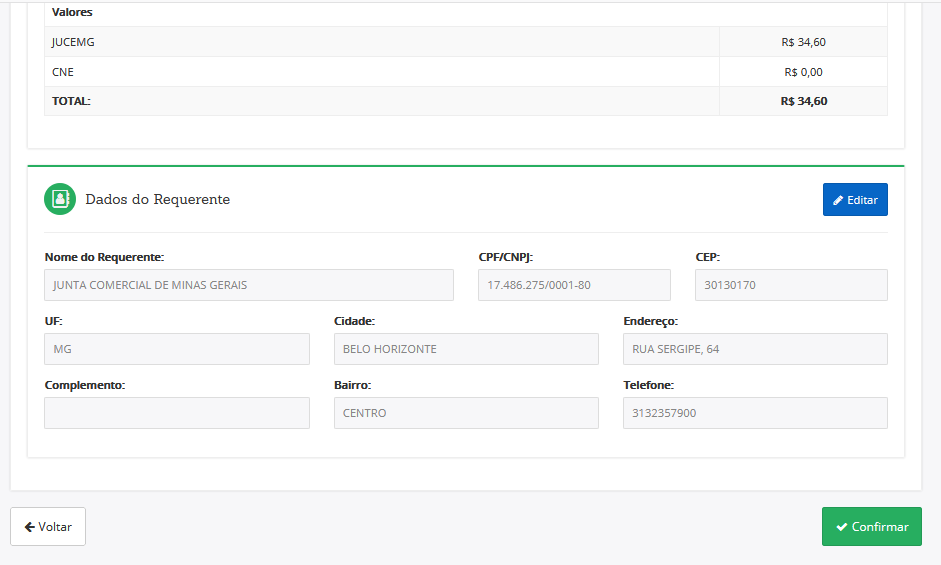 Valores
JUCEMG R$ 34,60
CNE R$ 0,00
TOTAL: R$ 34,60
Dados do Requerente Editar
Nome do Requerente: CPF/CNPJ: CEP:
JUNTA COMERCIAL DE MINAS GERAIS 17.486.275/0001-80 30130170
UF: Cidade: Endereço:
MG BELO HORIZONTE RUA SERGIPE, 64
Complemento: Bairro: Telefone:
CENTRO 3132357900
Voltar Confirmar